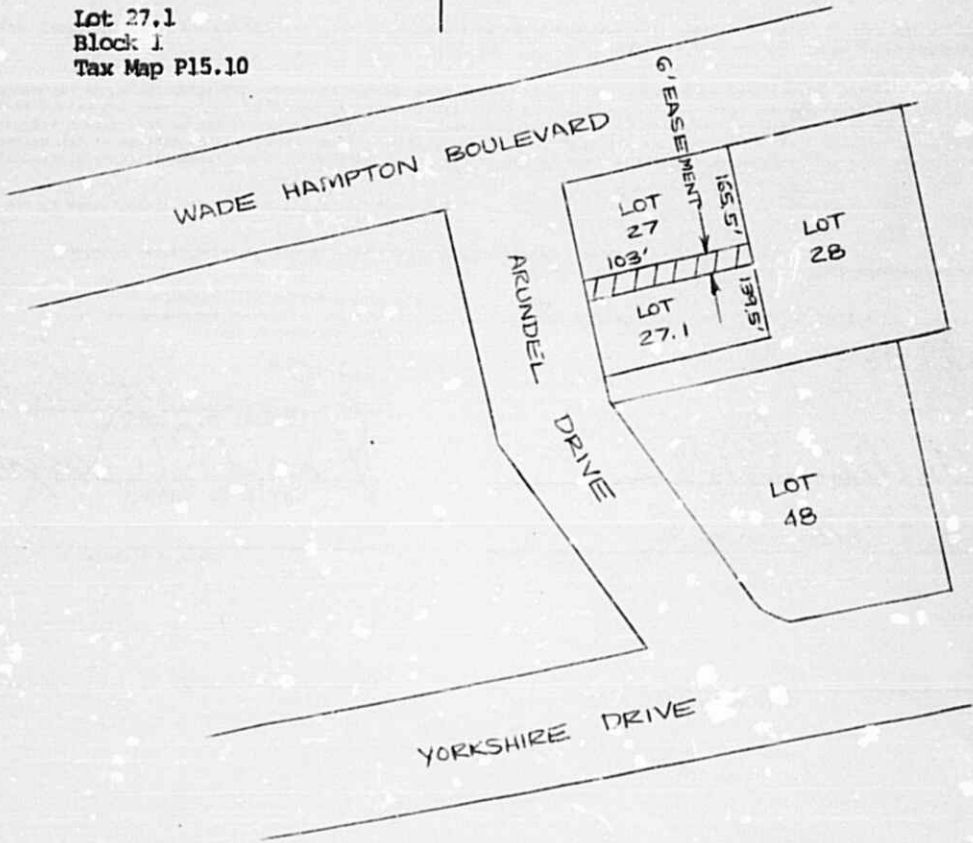 Lot 27.1
Block I
Tax Map P15.10
WADE HAMPTON BOULEVARD
6' EASEMENT
LOT
27
165.5'
LOT
28
103'
ARUNDEL DRIVE
LOT
27.1
139.5'
LOT
48
YORKSHIRE DRIVE